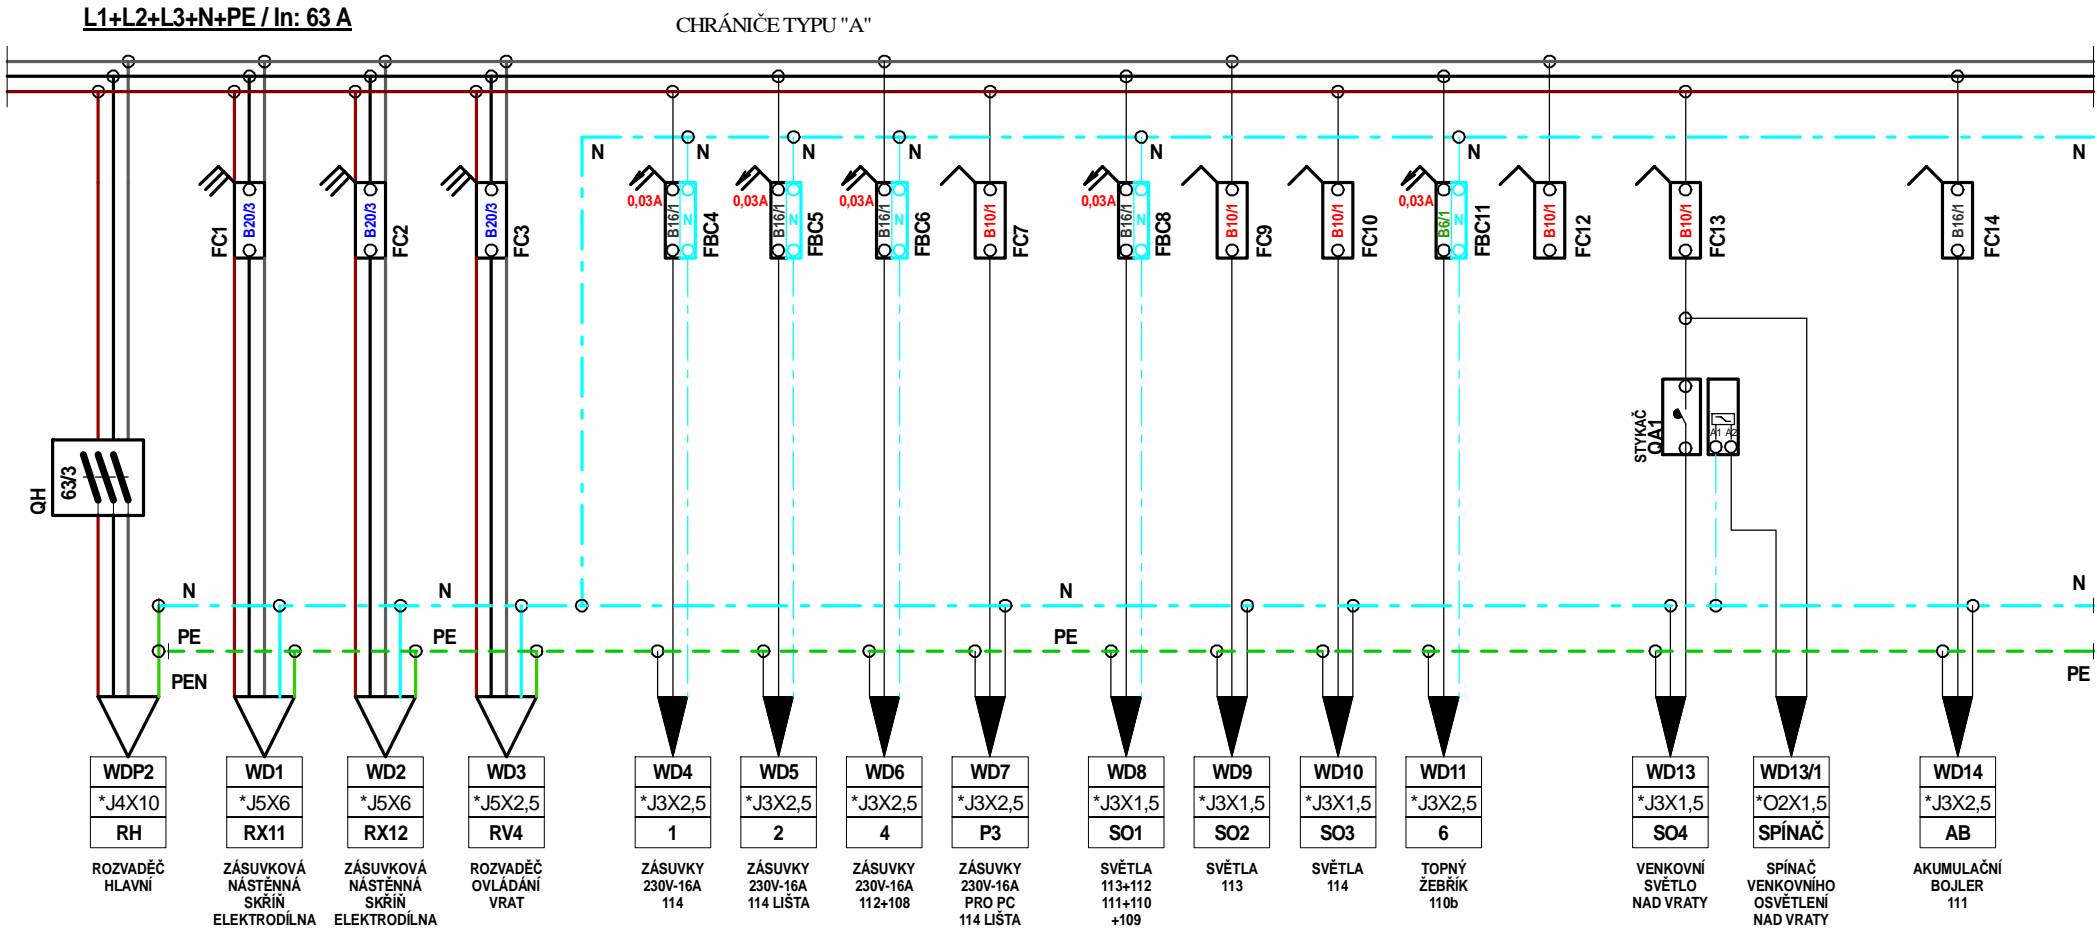 L1+L2+L3+N+PE / In: 63 A
CHRÁNIČE TYPU "A"
N N N N N N N
0,03A 0,03A 0,03A 0,03A 0,03A
FC1 B20/3
FC2 B20/3
FC3 B20/3
FBC4 B16/1 N
FBC5 B16/1 N
FBC6 B16/1 N
FC7 B10/1
FBC8 B16/1 N
FC9 B10/1
FC10 B10/1
FBC11 B6/1 N
FC12 B10/1
FC13 B10/1
FC14 B16/1
QH 63/3
STYKAČ
QA1
A1 A2
N N N N
PE PE PE
PEN PE
WDP2
*J4X10
RH
ROZVADĚČ
HLAVNÍ
WD1
*J5X6
RX11
ZÁSUVKOVÁ
NÁSTĚNNÁ
SKŘÍŇ
ELEKTRODÍLNA
WD2
*J5X6
RX12
ZÁSUVKOVÁ
NÁSTĚNNÁ
SKŘÍŇ
ELEKTRODÍLNA
WD3
*J5X2,5
RV4
ROZVADĚČ
OVLÁDÁNÍ
VRAT
WD4
*J3X2,5
1
ZÁSUVKY
230V-16A
114
WD5
*J3X2,5
2
ZÁSUVKY
230V-16A
114 LIŠTA
WD6
*J3X2,5
4
ZÁSUVKY
230V-16A
112+108
WD7
*J3X2,5
P3
ZÁSUVKY
230V-16A
PRO PC
114 LIŠTA
WD8
*J3X1,5
SO1
SVĚTLA
113+112
111+110
+109
WD9
*J3X1,5
SO2
SVĚTLA
113
WD10
*J3X1,5
SO3
SVĚTLA
114
WD11
*J3X2,5
6
TOPNÝ
ŽEBŘÍK
110b
WD13
*J3X1,5
SO4
VENKOVNÍ
SVĚTLO
NAD VRATY
WD13/1
*O2X1,5
SPÍNAČ
SPÍNAČ
VENKOVNÍHO
OSVĚTLENÍ
NAD VRATY
WD14
*J3X2,5
AB
AKUMULAČNÍ
BOJLER
111